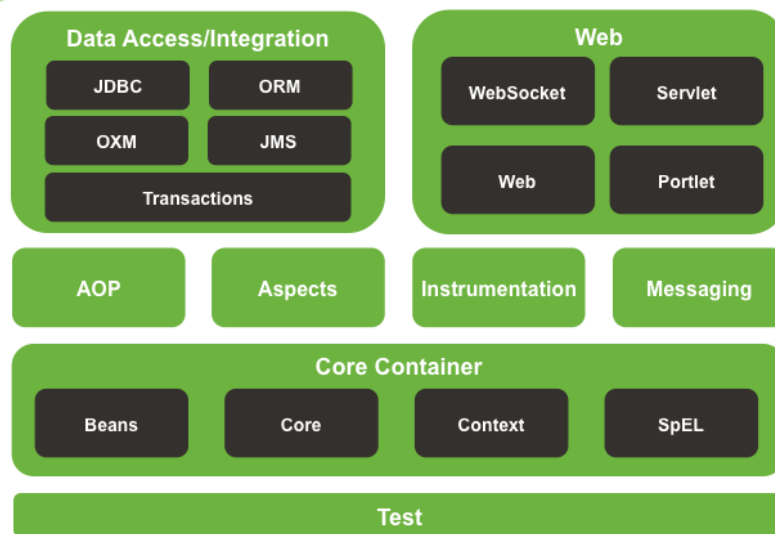 Data Access/Integration
JDBC
ORM
OXM
JMS
Transactions
Web
WebSocket
Servlet
Web
Portlet
AOP
Aspects
Instrumentation
Messaging
Core Container
Beans
Core
Context
SpEL
Test